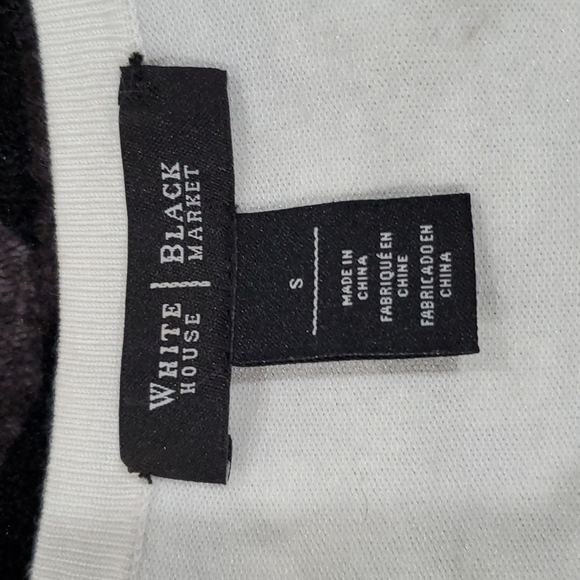 WHITE | BLACK
HOUSE | MARKET
S
MADE IN
CHINA
FABRIQUÉ EN
CHINE
FABRICADO EN
CHINA